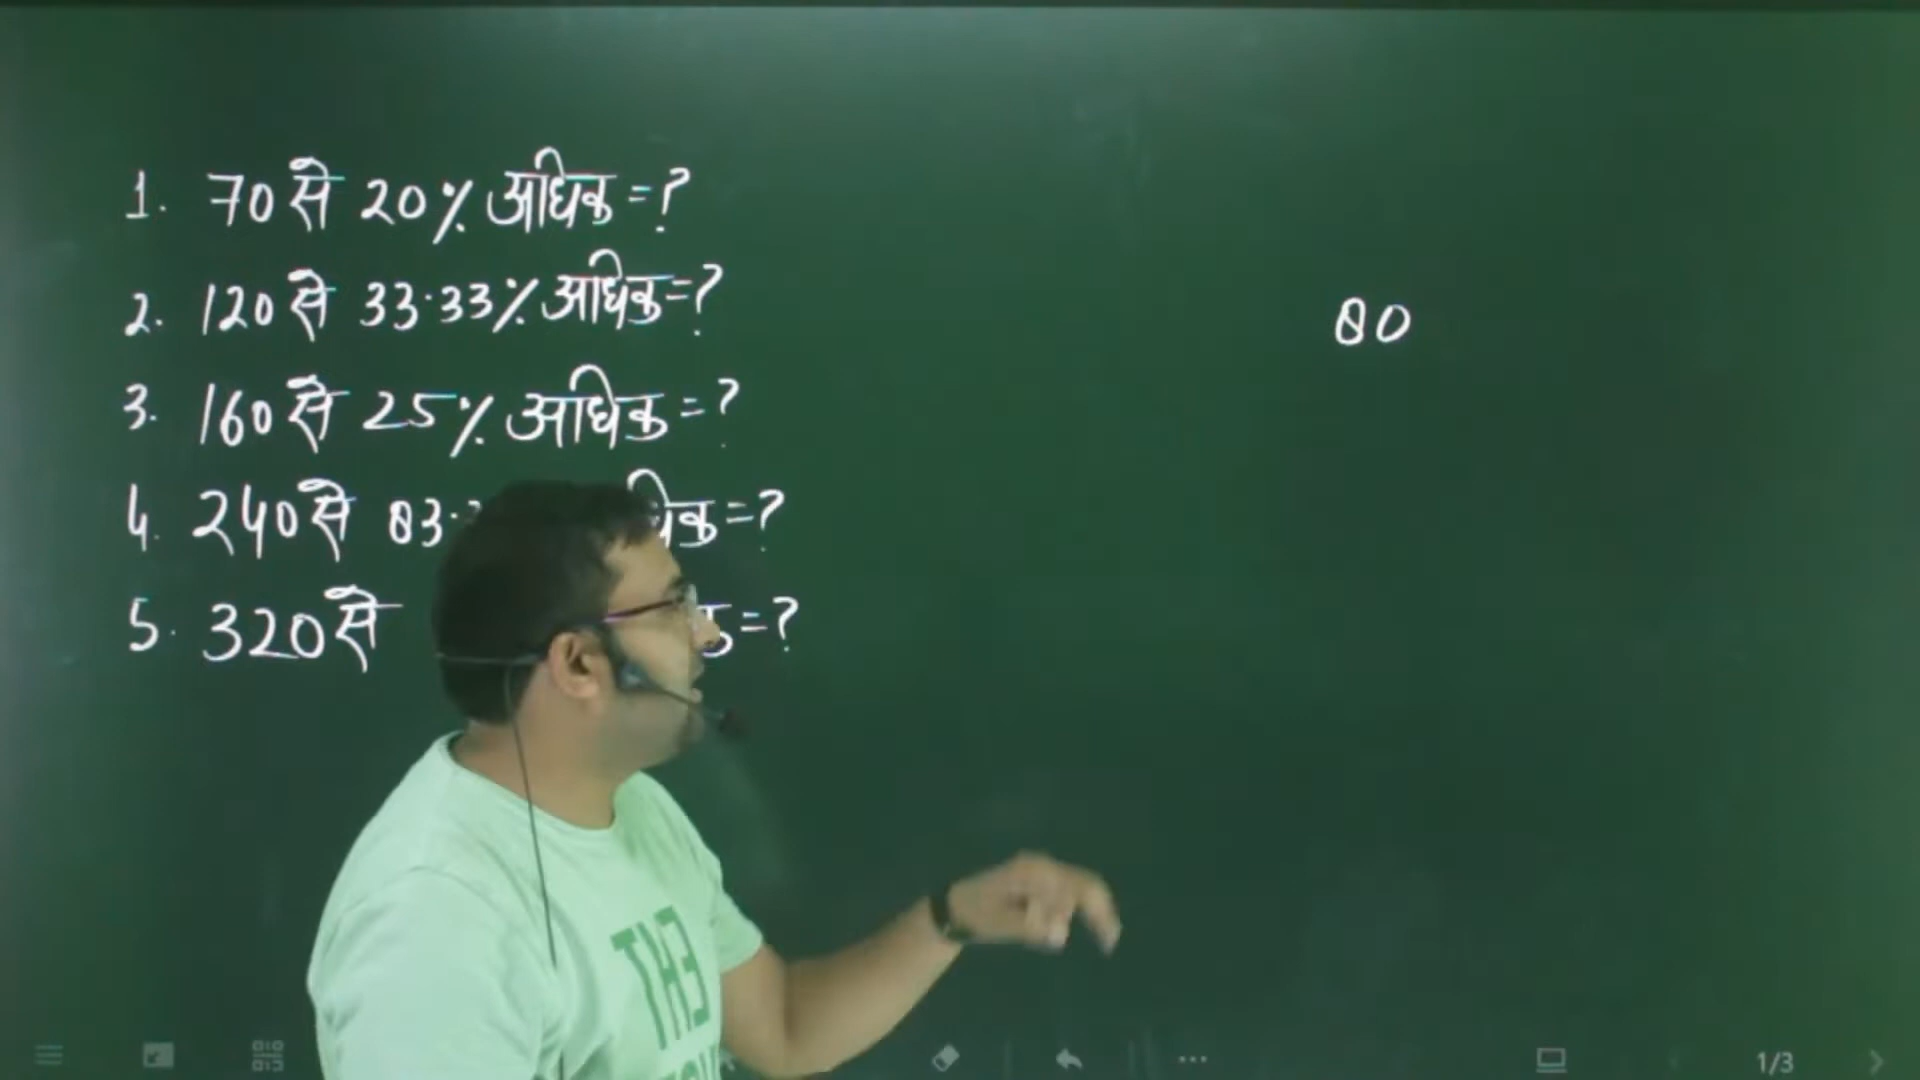 1. 70 से 20% अधिक = ?
2. 120 से 33.33% अधिक = ?
80
3. 160 से 25% अधिक = ?
4. 240 से 83. = ?
5. 320 से = ?
TH3
1/3